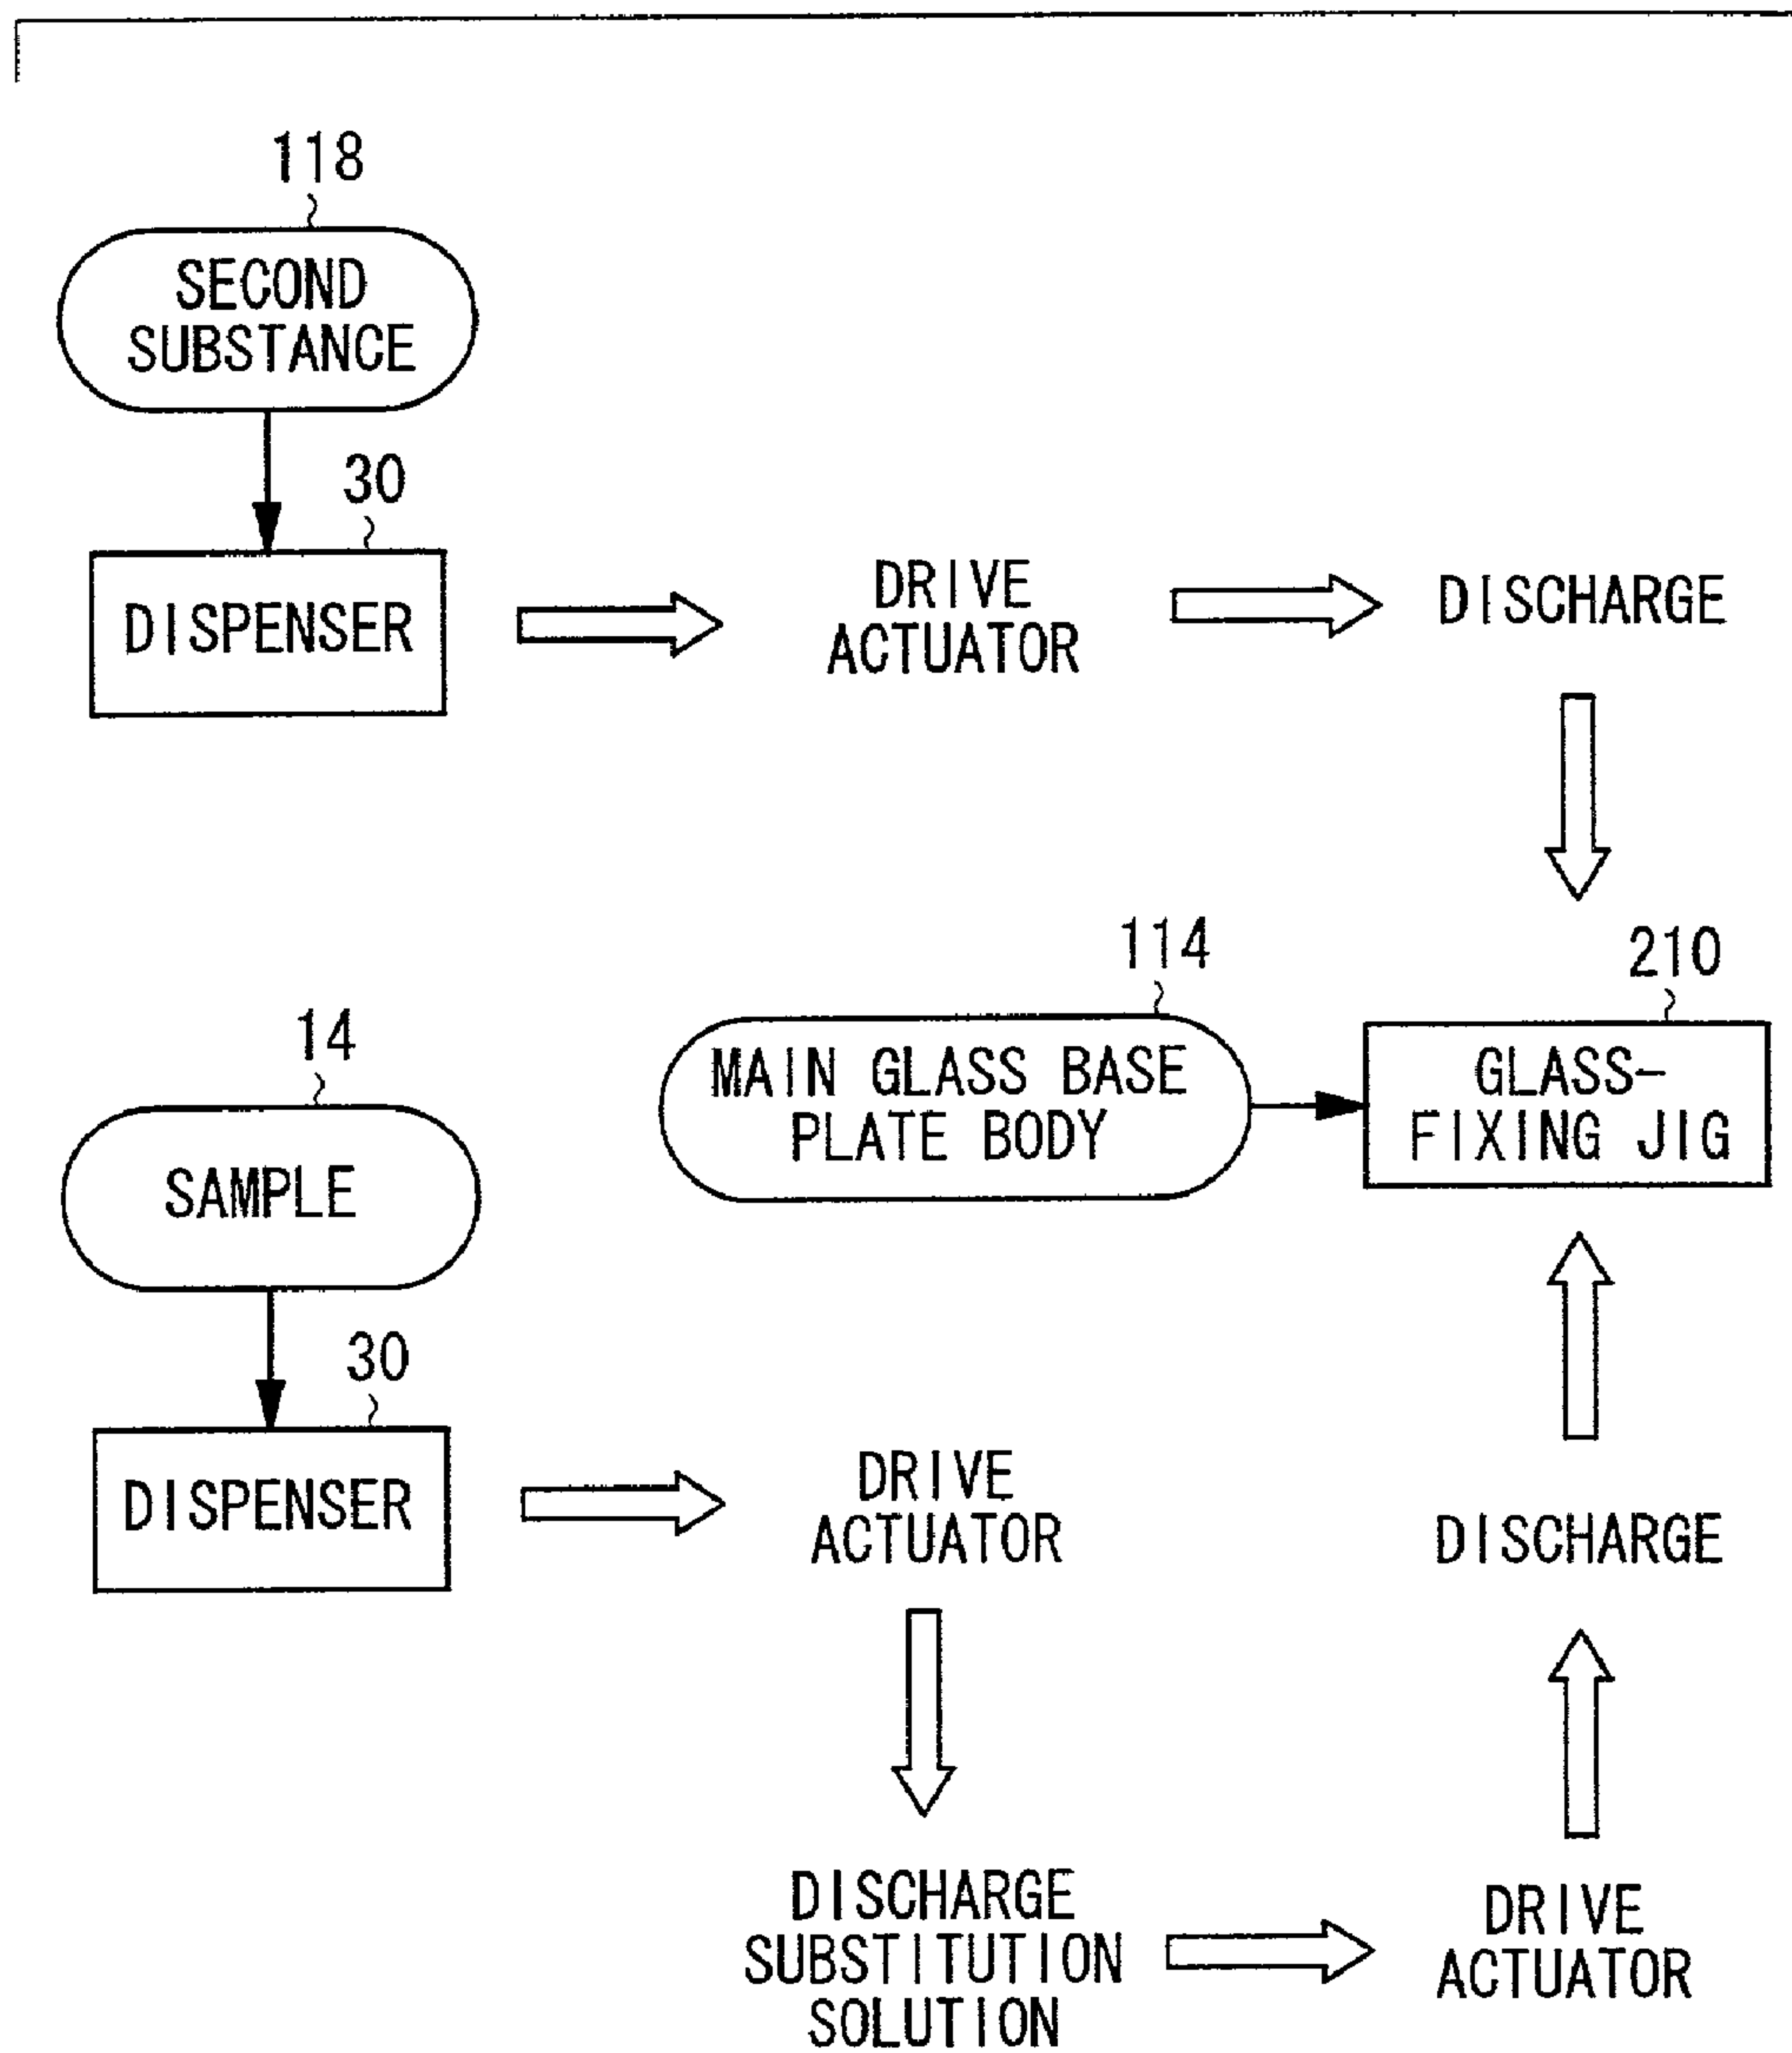 118
SECOND
SUBSTANCE
30
DISPENSER
DRIVE
ACTUATOR
DISCHARGE
114
210
MAIN GLASS BASE
PLATE BODY
GLASS-
FIXING JIG
14
SAMPLE
30
DISPENSER
DRIVE
ACTUATOR
DISCHARGE
DISCHARGE
SUBSTITUTION
SOLUTION
DRIVE
ACTUATOR